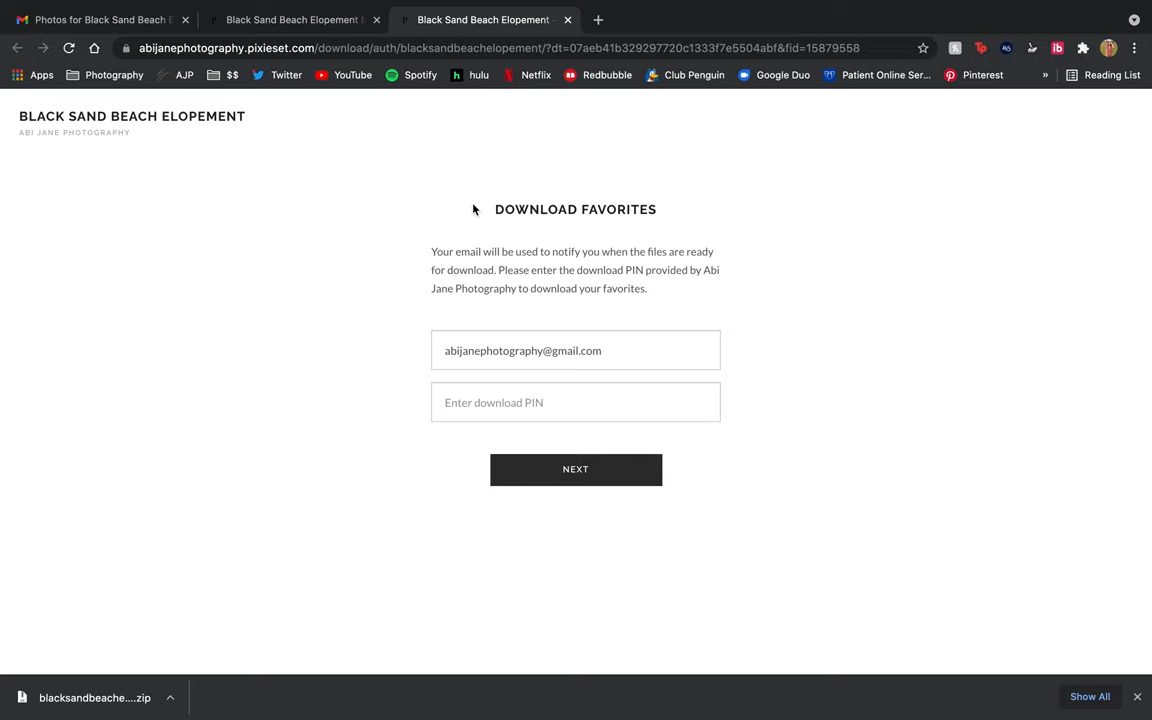 Photos for Black Sand Beach E
Black Sand Beach Elopement b
Black Sand Beach Elopement -
abijanephotography.pixieset.com/download/auth/blacksandbeachelopement/?dt=07aeb41b329297720c1333f7e5504abf&fid=15879558
Apps
Photography
AJP
$$
Twitter
YouTube
Spotify
hulu
Netflix
Redbubble
Club Penguin
Google Duo
Patient Online Ser...
Pinterest
»
Reading List
BLACK SAND BEACH ELOPEMENT
ABI JANE PHOTOGRAPHY
DOWNLOAD FAVORITES
Your email will be used to notify you when the files are ready
for download. Please enter the download PIN provided by Abi
Jane Photography to download your favorites.
abijanephotography@gmail.com
Enter download PIN
NEXT
blacksandbeache....zip
Show All